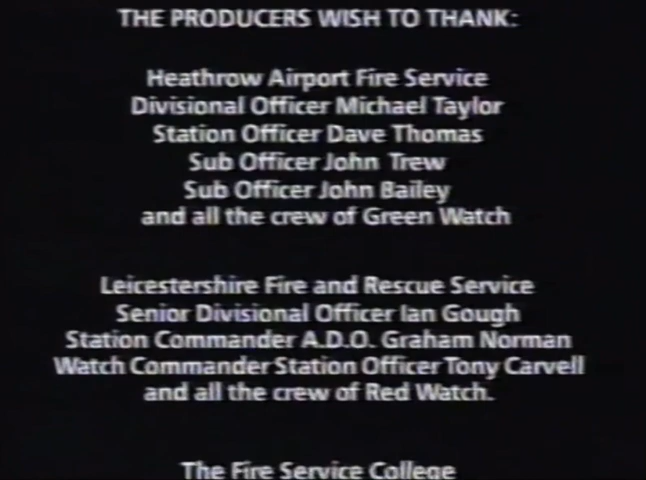 THE PRODUCERS WISH TO THANK:
Heathrow Airport Fire Service
Divisional Officer Michael Taylor
Station Officer Dave Thomas
Sub Officer John Trew
Sub Officer John Bailey
and all the crew of Green Watch
Leicestershire Fire and Rescue Service
Senior Divisional Officer Ian Gough
Station Commander A.D.O. Graham Norman
Watch Commander Station Officer Tony Carvell
and all the crew of Red Watch.
The Fire Service College